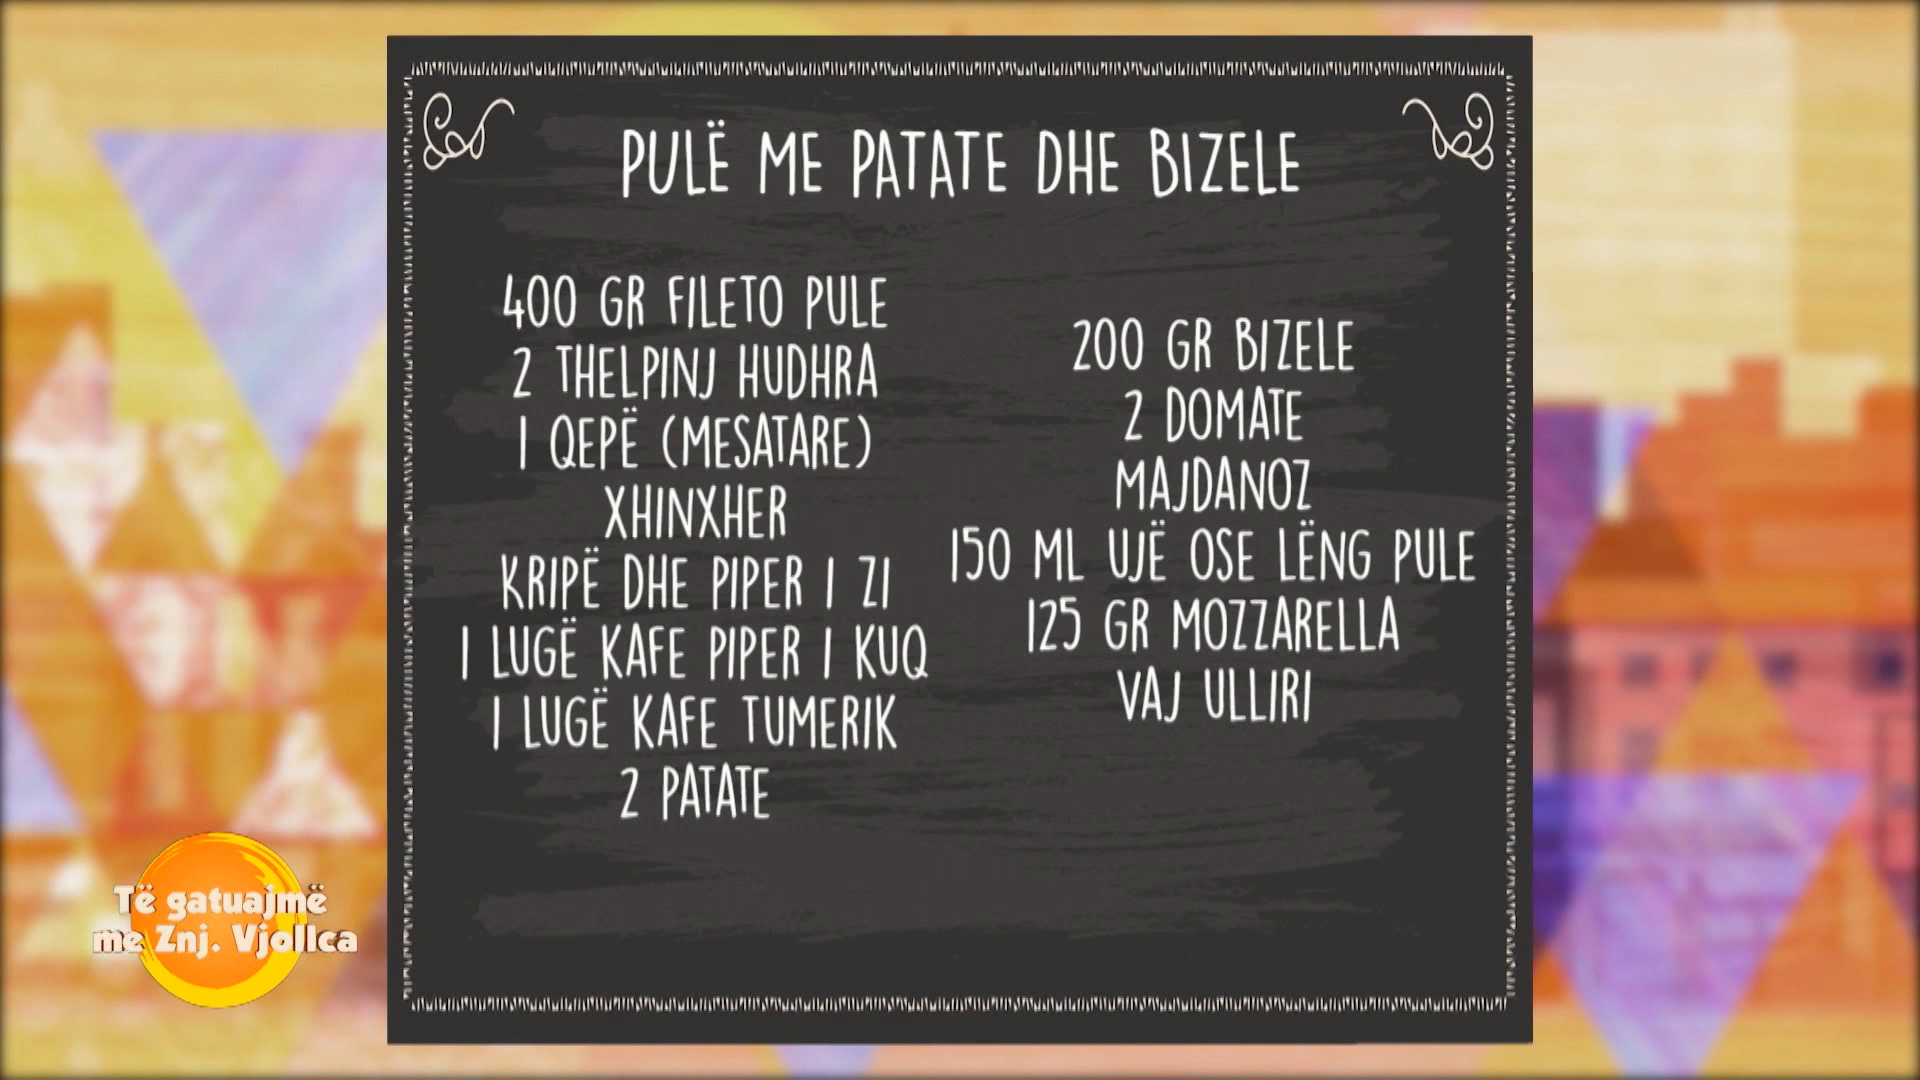 PULË ME PATATE DHE BIZELE
400 GR FILETO PULE
2 THELPINJ HUDHRA
1 QEPË (MESATARE)
XHINXHER
KRIPË DHE PIPER I ZI
1 LUGË KAFE PIPER I KUQ
1 LUGË KAFE TUMERIK
2 PATATE
200 GR BIZELE
2 DOMATE
MAJDANOZ
150 ML UJË OSE LËNG PULE
125 GR MOZZARELLA
VAJ ULLIRI
Të gatuajmë
me Znj. Vjollca